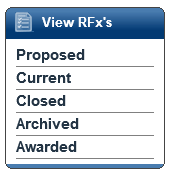 View RFx's
Proposed
Current
Closed
Archived
Awarded